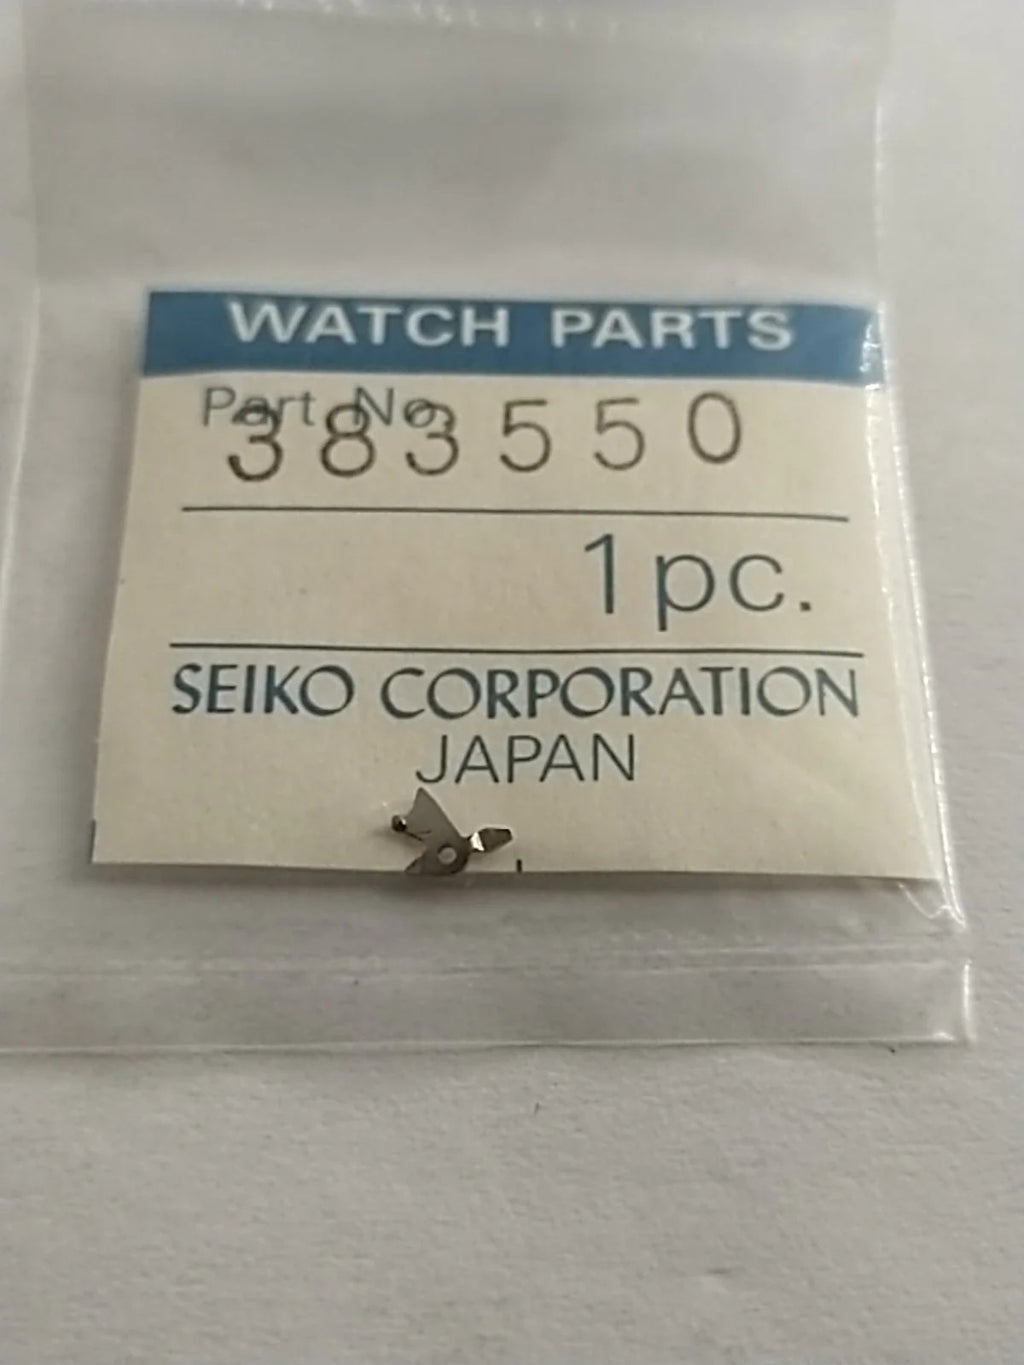 WATCH PARTS
Part No.
383550
1pc.
SEIKO CORPORATION
JAPAN